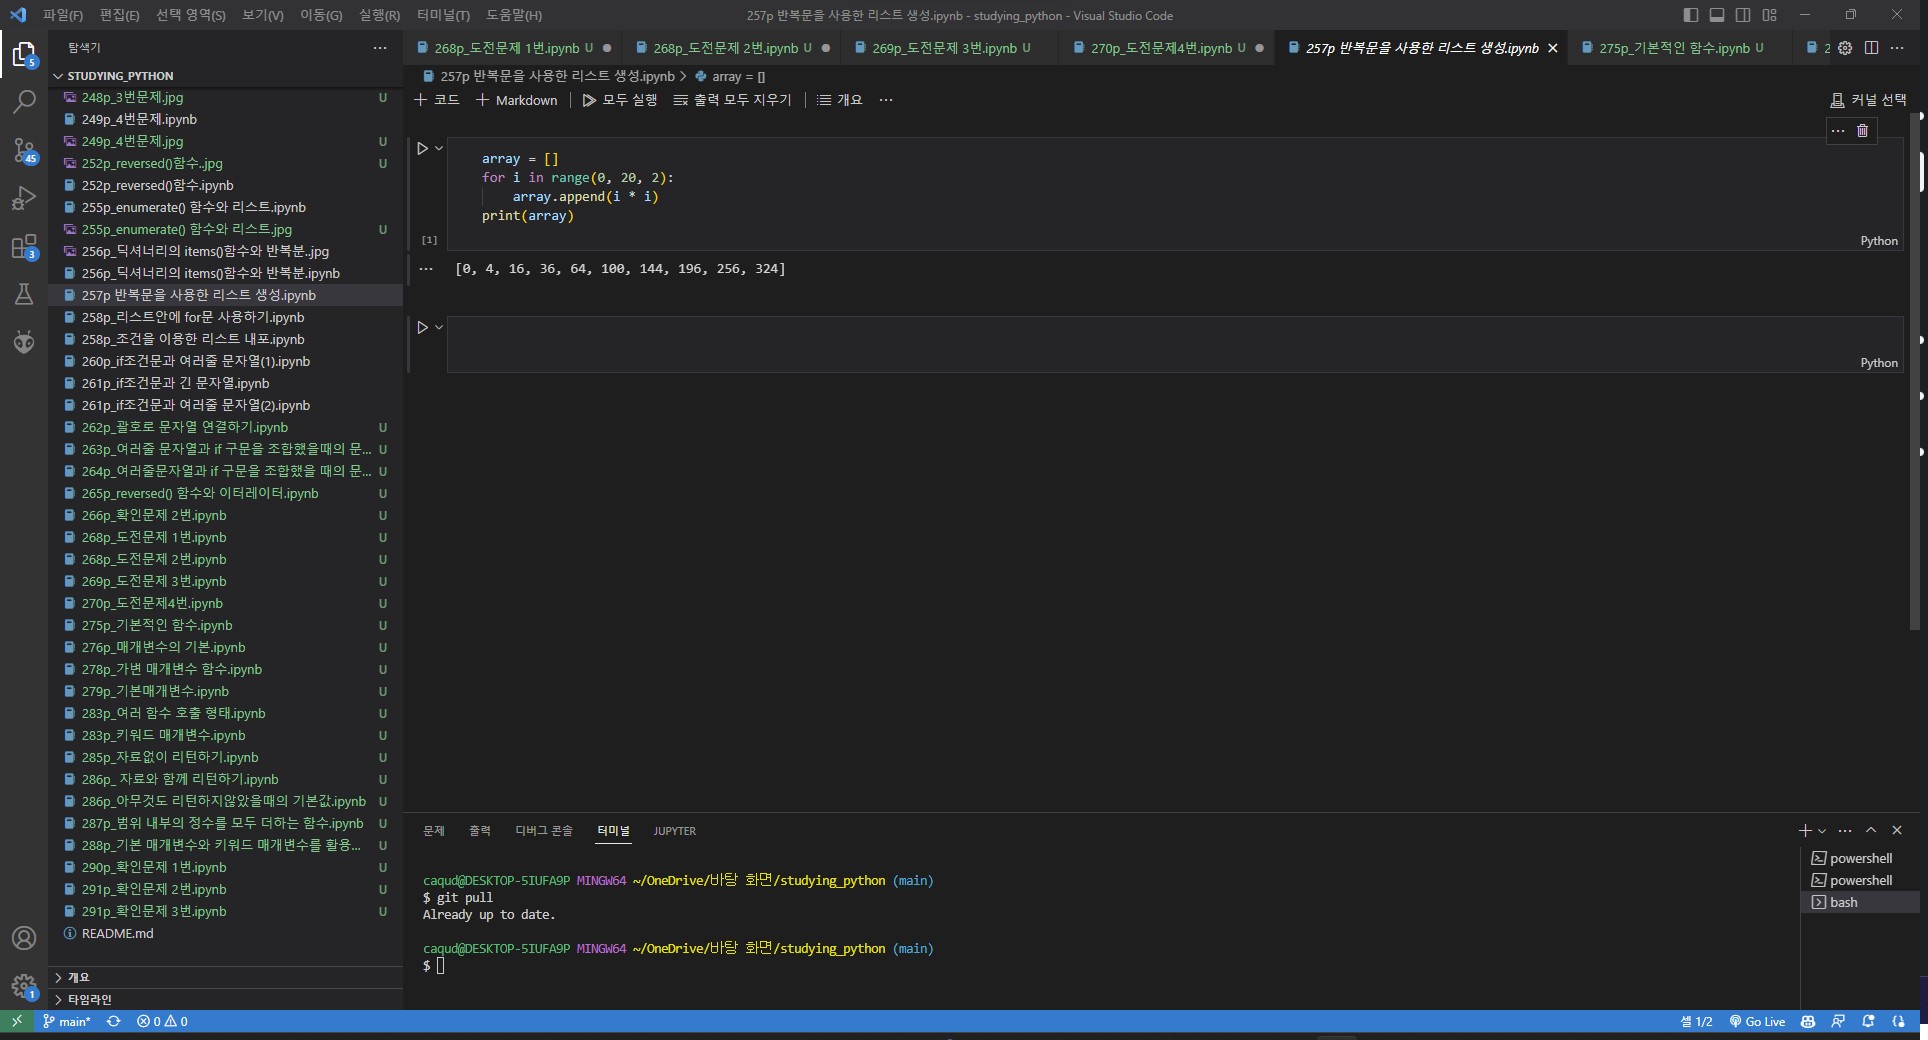 파일(F) 편집(E) 선택 영역(S) 보기(V) 이동(G) 실행(R) 터미널(T) 도움말(H)
257p 반복문을 사용한 리스트 생성.ipynb - studying_python - Visual Studio Code
탐색기
STUDYING_PYTHON
248p_3번문제.jpg U
249p_4번문제.ipynb
249p_4번문제.jpg U
252p_reversed()함수..jpg U
252p_reversed()함수.ipynb
255p_enumerate() 함수와 리스트.ipynb
255p_enumerate() 함수와 리스트.jpg U
256p_딕셔너리의 items()함수와 반복분..jpg
256p_딕셔너리의 items()함수와 반복분.ipynb
257p 반복문을 사용한 리스트 생성.ipynb
258p_리스트안에 for문 사용하기.ipynb
258p_조건을 이용한 리스트 내포.ipynb
260p_if조건문과 여러줄 문자열(1).ipynb
261p_if조건문과 긴 문자열.ipynb
261p_if조건문과 여러줄 문자열(2).ipynb
262p_괄호로 문자열 연결하기.ipynb U
263p_여러줄 문자열과 if 구문을 조합했을때의 문... U
264p_여러줄문자열과 if 구문을 조합했을 때의 문... U
265p_reversed() 함수와 이터레이터.ipynb U
266p_확인문제 2번.ipynb U
268p_도전문제 1번.ipynb U
268p_도전문제 2번.ipynb U
269p_도전문제 3번.ipynb U
270p_도전문제4번.ipynb U
275p_기본적인 함수.ipynb U
276p_매개변수의 기본.ipynb U
278p_가변 매개변수 함수.ipynb U
279p_기본매개변수.ipynb U
283p_여러 함수 호출 형태.ipynb U
283p_키워드 매개변수.ipynb U
285p_자료없이 리턴하기.ipynb U
286p_ 자료와 함께 리턴하기.ipynb U
286p_아무것도 리턴하지않았을때의 기본값.ipynb U
287p_범위 내부의 정수를 모두 더하는 함수.ipynb U
288p_기본 매개변수와 키워드 매개변수를 활용... U
290p_확인문제 1번.ipynb U
291p_확인문제 2번.ipynb U
291p_확인문제 3번.ipynb U
README.md
개요
타임라인
5
45
3
1
268p_도전문제 1번.ipynb U
268p_도전문제 2번.ipynb U
269p_도전문제 3번.ipynb U
270p_도전문제4번.ipynb U
257p 반복문을 사용한 리스트 생성.ipynb
275p_기본적인 함수.ipynb U
2
257p 반복문을 사용한 리스트 생성.ipynb > array = []
코드 Markdown 모두 실행 출력 모두 지우기 개요 ...
커널 선택
array = []
for i in range(0, 20, 2):
    array.append(i * i)
print(array)
[1]
Python
[0, 4, 16, 36, 64, 100, 144, 196, 256, 324]
Python
문제 출력 디버그 콘솔 터미널 JUPYTER
caqud@DESKTOP-5IUFA9P MINGW64 ~/OneDrive/바탕 화면/studying_python (main)
$ git pull
Already up to date.
caqud@DESKTOP-5IUFA9P MINGW64 ~/OneDrive/바탕 화면/studying_python (main)
$
powershell
powershell
bash
main* 0 0
셀 1/2 Go Live